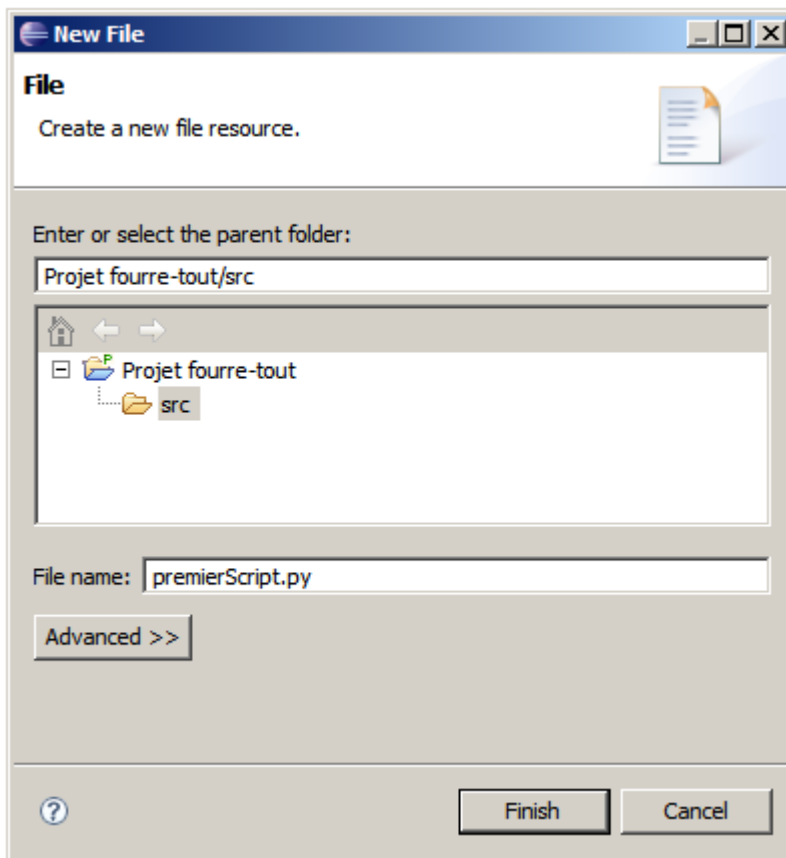 New File
File
Create a new file resource.
Enter or select the parent folder:
Projet fourre-tout/src
P
Projet fourre-tout
src
File name: premierScript.py
Advanced >>
?
Finish Cancel